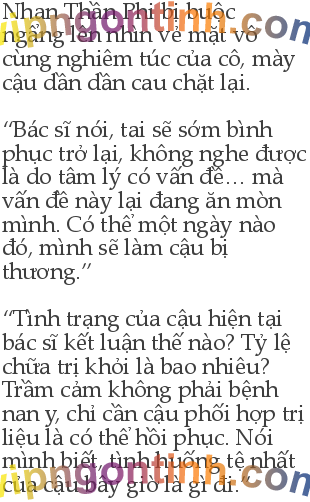 Nhan Thần Phi bị buộc
ngẩng lên nhìn vẻ mặt vô
cùng nghiêm túc của cô, mày
cậu dần dần cau chặt lại.
“Bác sĩ nói, tai sẽ sớm bình
phục trở lại, không nghe được
là do tâm lý có vấn đề... mà
vấn đề này lại đang ăn mòn
mình. Có thể một ngày nào
đó, mình sẽ làm cậu bị
thương.”
“Tình trạng của cậu hiện tại
bác sĩ kết luận thế nào? Tỷ lệ
chữa trị khỏi là bao nhiêu?
Trầm cảm không phải bệnh
nan y, chỉ cần cậu phối hợp trị
liệu là có thể hồi phục. Nói
mình biết, tình huống tệ nhất
của cậu bây giờ là gì đi.”
vipngontinh.com
vipngontinh.com